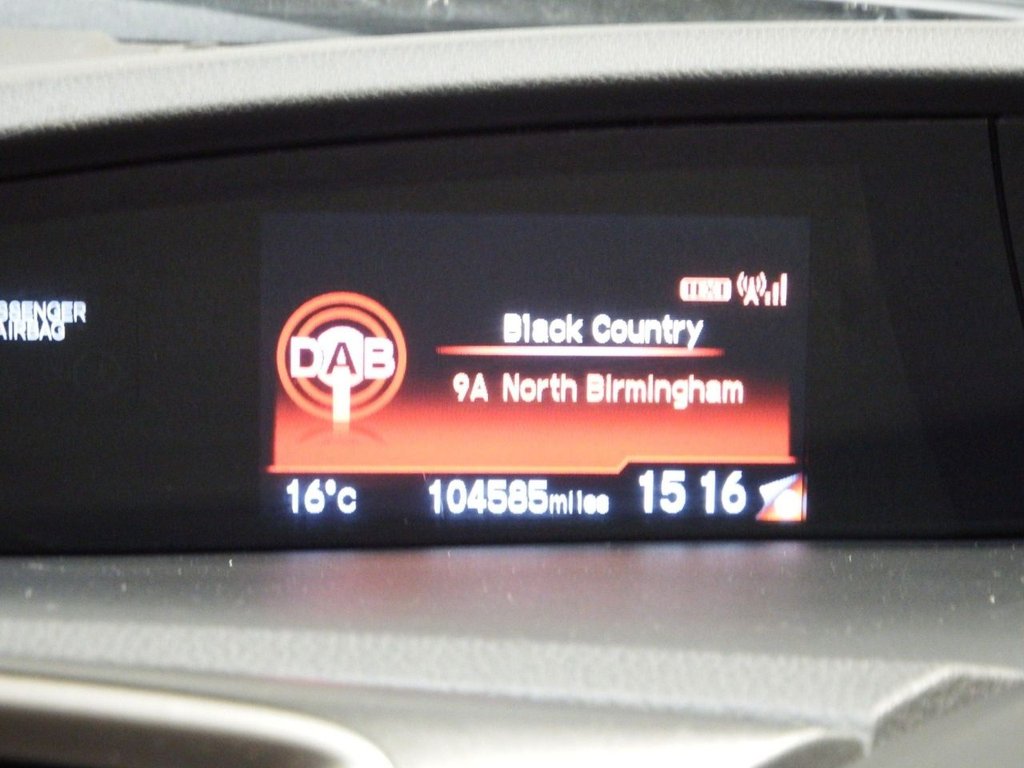 SSENGER
AIRBAG
DAB
Black Country
9A North Birmingham
16°c
104585miles
15 16